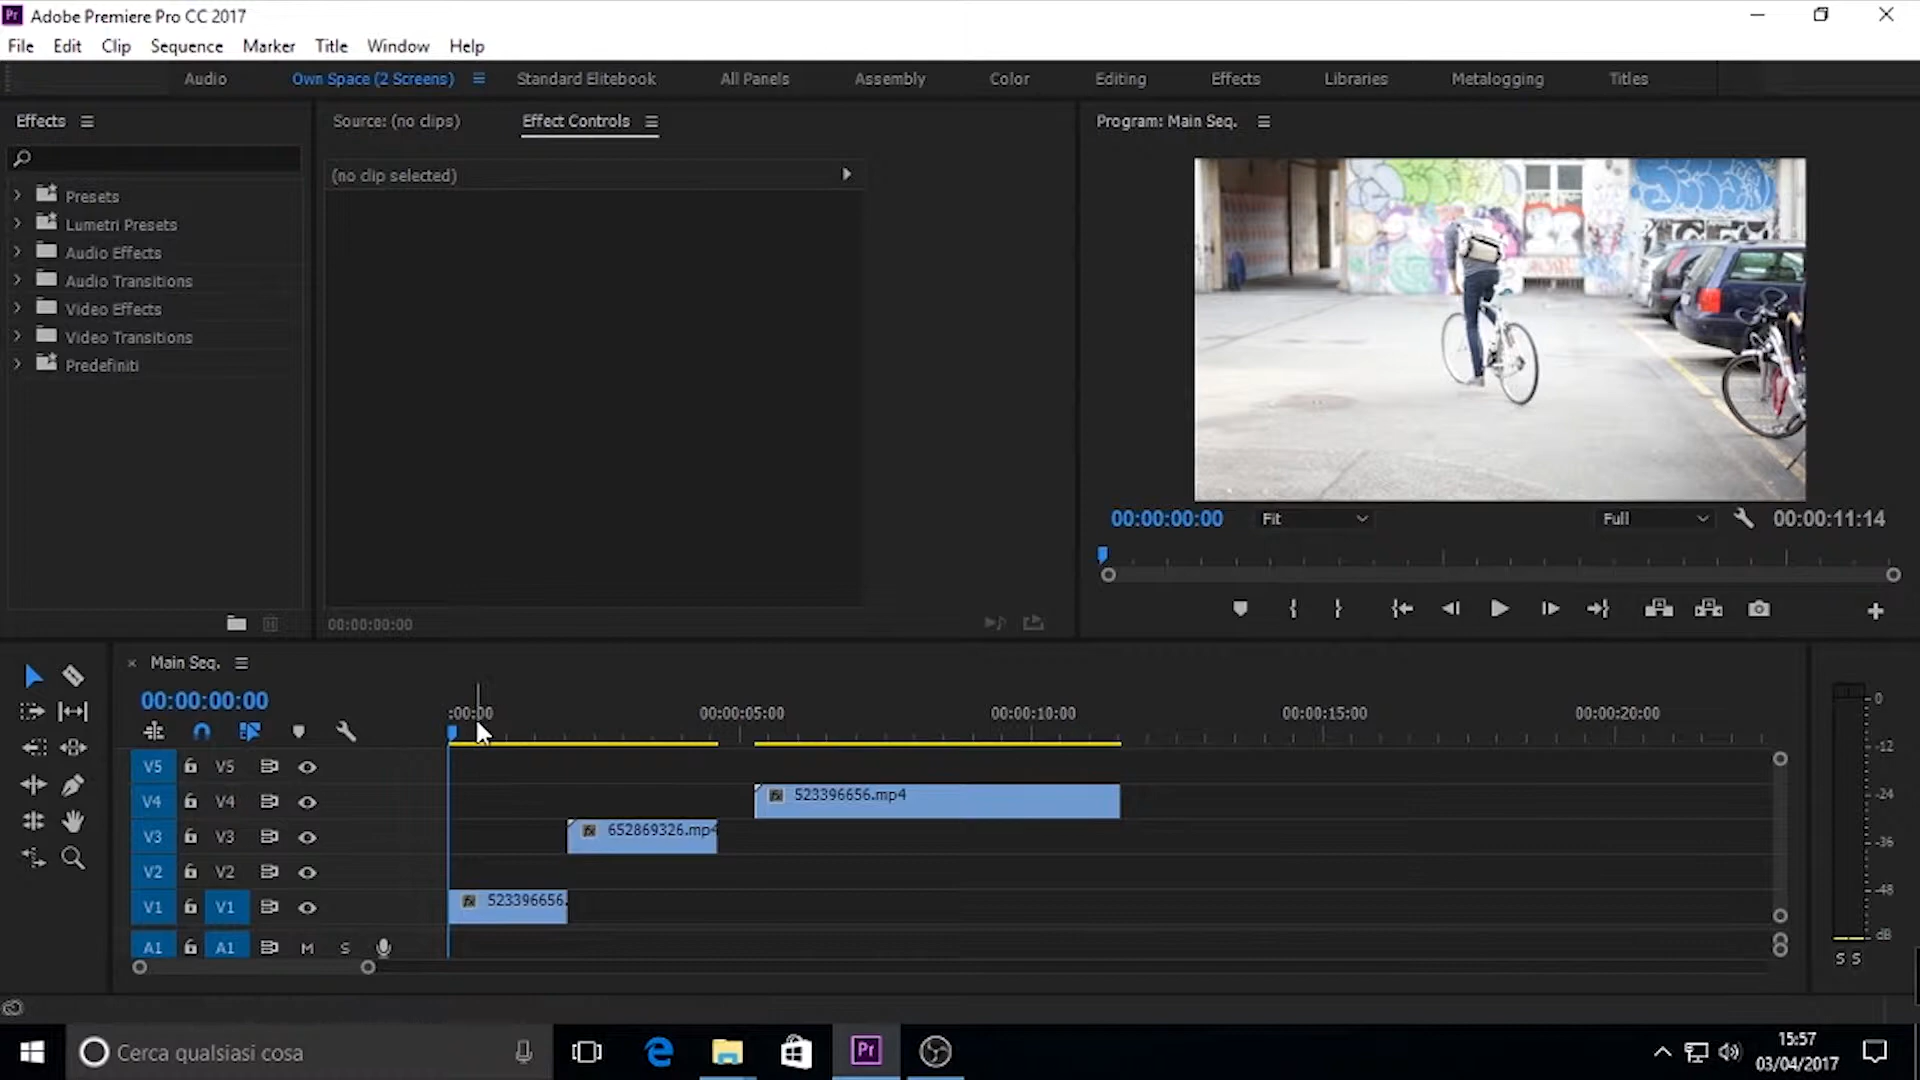 Pr Adobe Premiere Pro CC 2017
File Edit Clip Sequence Marker Title Window Help
Audio Own Space (2 Screens) Standard Elitebook All Panels Assembly Color Editing Effects Libraries Metalogging Titles
Effects
Source: (no clips) Effect Controls
Program: Main Seq.
(no clip selected)
Presets
Lumetri Presets
Audio Effects
Audio Transitions
Video Effects
Video Transitions
Predefiniti
00:00:00:00
00:00:00:00 Fit Full 00:00:11:14
Main Seq.
00:00:00:00
:00:00 00:00:05:00 00:00:10:00 00:00:15:00 00:00:20:00
V5 V5
V4 V4 fx 523396656.mp4
V3 V3 fx 652869326.mp4
V2 V2
V1 V1 fx 523396656.
A1 A1 M S
0
-12
-24
-36
-48
dB
S S
Cerca qualsiasi cosa
Pr
15:57
03/04/2017